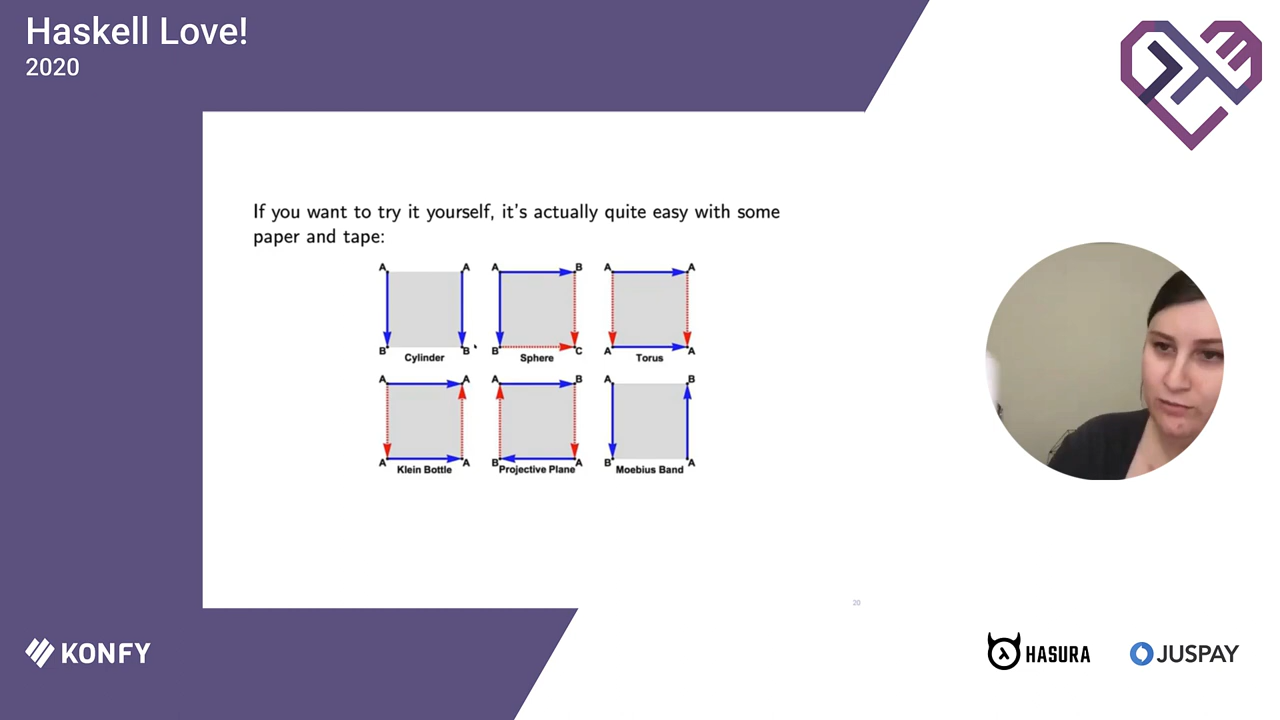 Haskell Love!
2020
If you want to try it yourself, it's actually quite easy with some
paper and tape:
A A A B A A
B B B C A A
Cylinder Sphere Torus
A A A B A B
A A B A B A
Klein Bottle Projective Plane Moebius Band
20
KONFY
HASURA
JUSPAY